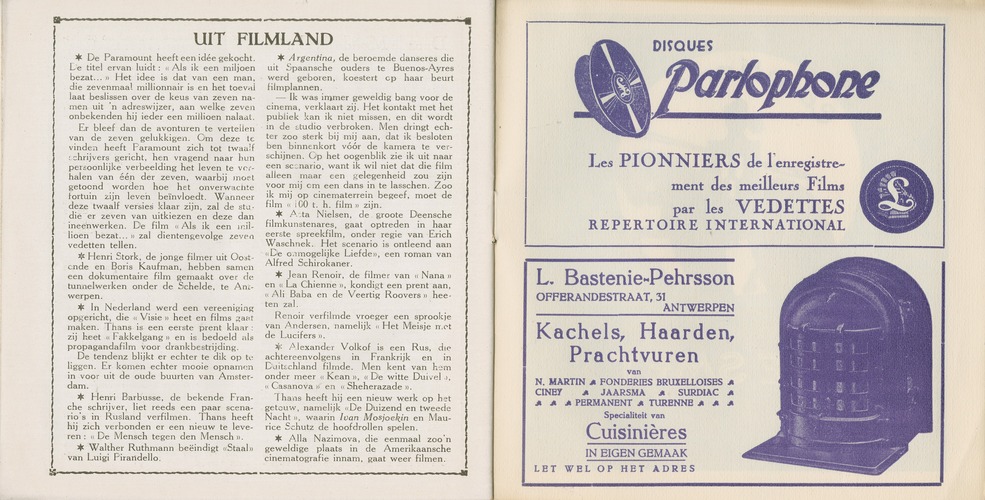 UIT FILMLAND
✶ De Paramount heeft een idée gekocht.
De titel ervan luidt: « Als ik een miljoen
bezat... » Het idee is dat van een man,
die zevenmaal millionnair is en het toeval
laat beslissen over de keus van zeven na-
men uit 'n adreswijzer, aan welke zeven
onbekenden hij ieder een millioen nalaat.
Er bleef dan de avonturen te vertellen
van de zeven gelukkigen. Om deze te
vinden heeft Paramount zich tot twaalf
schrijvers gericht, hen vragend naar hun
persoonlijke verbeelding het leven te ver-
halen van één der zeven, waarbij moet
getoond worden hoe het onverwachte
fortuin zijn leven beïnvloedt. Wanneer
deze twaalf versies klaar zijn, zal de stu-
die er zeven van uitkiezen en deze dan
ineenwerken. De film « Als ik een mil-
lioen bezat... » zal dientengevolge zeven
vedetten tellen.
✶ Henri Stork, de jonge filmer uit Oost-
ende en Boris Kaufman, hebben samen
een dokumentaire film gemaakt over de
tunnelwerken onder de Schelde, te Ant-
werpen.
✶ In Nederland werd een vereeniging
opgericht, die « Visie » heet en films gaat
maken. Thans is een eerste prent klaar:
zij heet « Fakkelgang » en is bedoeld als
propagandafilm voor drankbestrijding.
De tendenz blijkt er echter te dik op te
liggen. Er komen echter mooie opnamen
in voor uit de oude buurten van Amster-
dam.
✶ Henri Barbusse, de bekende Fran-
che schrijver, liet reeds een paar scena-
rio's in Rusland verfilmen. Thans heeft
hij zich verbonden er een nieuw te leve-
ren: « De Mensch tegen den Mensch ».
✶ Walther Ruthmann beëindigt «Staal»
van Luigi Pirandello.
✶ Argentina, de beroemde danseres die
uit Spaansche ouders te Buenos-Ayres
werd geboren, koestert op haar beurt
filmplannen.
— Ik was immer geweldig bang voor de
cinema, verklaart zij. Het kontakt met het
publiek kan ik niet missen, en dit wordt
in de studio verbroken. Men dringt ech-
ter zoo sterk bij mij aan, dat ik besloten
ben binnenkort vóór de kamera te ver-
schijnen. Op het oogenblik zie ik uit naar
een scenario, want ik wil niet dat die film
alleen maar een gelegenheid zou zijn
voor mij om een dans in te lasschen. Zoo
ik mij op cinematerrein begeef, moet de
film « 100 t. h. film » zijn.
✶ Asta Nielsen, de groote Deensche
filmkunstenares, gaat optreden in haar
eerste spreekfilm, onder regie van Erich
Waschnek. Het scenario is ontleend aan
«De onmogelijke Liefde», een roman van
Alfred Schirokaner.
✶ Jean Renoir, de filmer van « Nana »
en « La Chienne », kondigt een prent aan,
« Ali Baba en de Veertig Roovers » hee-
ten zal.
Renoir verfilmde vroeger een sprookje
van Andersen, namelijk « Het Meisje met
de Lucifers ».
✶ Alexander Volkof is een Rus, die
achtereenvolgens in Frankrijk en in
Duitschland filmde. Men kent van hem
onder meer « Kean », « De witte Duivel »,
« Casanova » en « Sheherazade ».
Thans heeft hij een nieuw werk op het
getouw, namelijk «De Duizend en tweede
Nacht », waarin Ivan Mosjoekin en Mau-
rice Schutz de hoofdrollen spelen.
✶ Alla Nazimova, die eenmaal zoo'n
geweldige plaats in de Amerikaansche
cinematografie innam, gaat weer filmen.
DISQUES
Parlophone
Les PIONNIERS de l'enregistre-
ment des meilleurs Films
par les VEDETTES
REPERTOIRE INTERNATIONAL
L. Bastenie-Pehrsson
OFFERANDESTRAAT, 31
ANTWERPEN
Kachels, Haarden,
Prachtvuren
van
N. MARTIN FONDERIES BRUXELLOISES
CINEY JAARSMA SURDIAC
PERMANENT TURENNE
Specialiteit van
Cuisinières
IN EIGEN GEMAAK
LET WEL OP HET ADRES